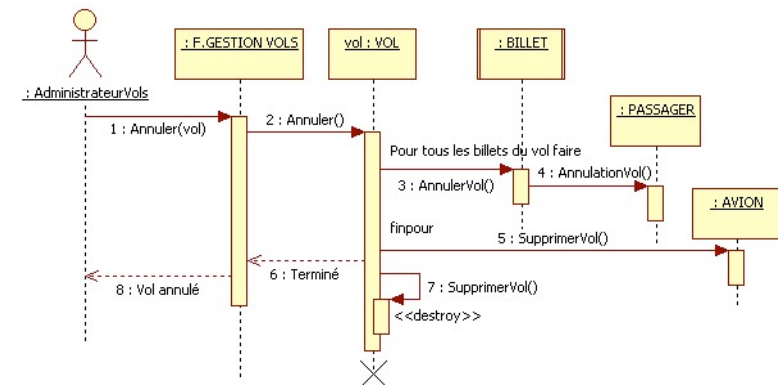 : F.GESTION VOLS
vol : VOL
: BILLET
: AdministrateurVols
: PASSAGER
1 : Annuler(vol)
2 : Annuler()
Pour tous les billets du vol faire
3 : AnnulerVol()
4 : AnnulationVol()
: AVION
finpour
5 : SupprimerVol()
6 : Terminé
8 : Vol annulé
7 : SupprimerVol()
<<destroy>>